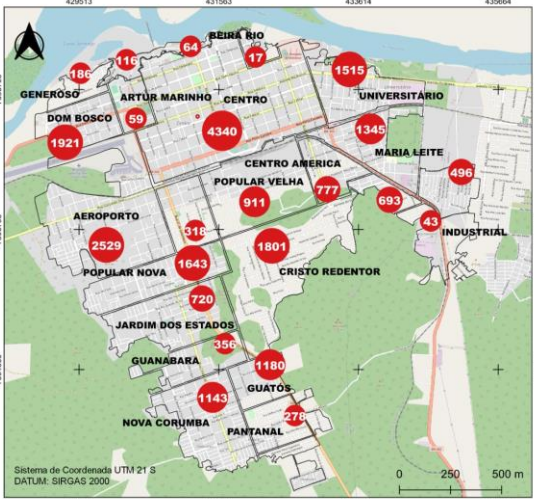 429513 431563 433614 435664
BEIRA RIO
64
17
116
186
1515
GENEROSO
ARTUR MARINHO
CENTRO
UNIVERSITÁRIO
DOM BOSCO
59
4340
1345
1921
MARIA LEITE
CENTRO AMERICA
496
POPULAR VELHA
777
693
911
AEROPORTO
43
318
INDUSTRIAL
2529
1801
1643
POPULAR NOVA
CRISTO REDENTOR
720
JARDIM DOS ESTADOS
356
GUANABARA
1180
GUATÓS
1143
278
NOVA CORUMBA
PANTANAL
Sistema de Coordenada UTM 21 S
DATUM: SIRGAS 2000
0 250 500 m